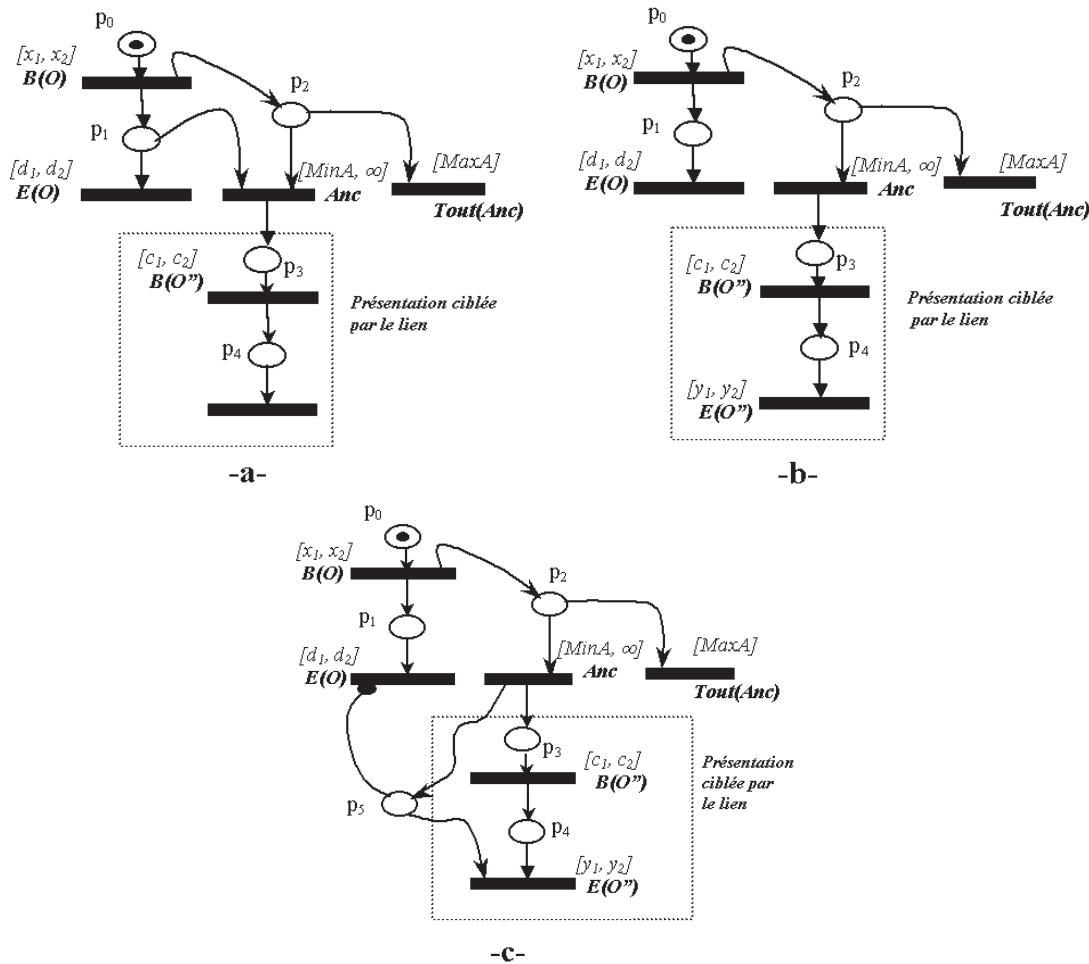 p₀
[x₁, x₂]
B(O)
p₂
p₁
[d₁, d₂]
E(O)
[MinA, ∞]
Anc
[MaxA]
Tout(Anc)
[c₁, c₂]
B(O”)
p₃
Présentation ciblée
par le lien
p₄
-a-
p₀
[x₁, x₂]
B(O)
p₂
p₁
[d₁, d₂]
E(O)
[MinA, ∞]
Anc
[MaxA]
Tout(Anc)
[c₁, c₂]
B(O”)
p₃
Présentation ciblée
par le lien
p₄
[y₁, y₂]
E(O”)
-b-
p₀
[x₁, x₂]
B(O)
p₂
p₁
[d₁, d₂]
E(O)
[MinA, ∞]
Anc
[MaxA]
Tout(Anc)
p₃
[c₁, c₂]
B(O”)
Présentation
ciblée par
le lien
p₅
p₄
[y₁, y₂]
E(O”)
-c-